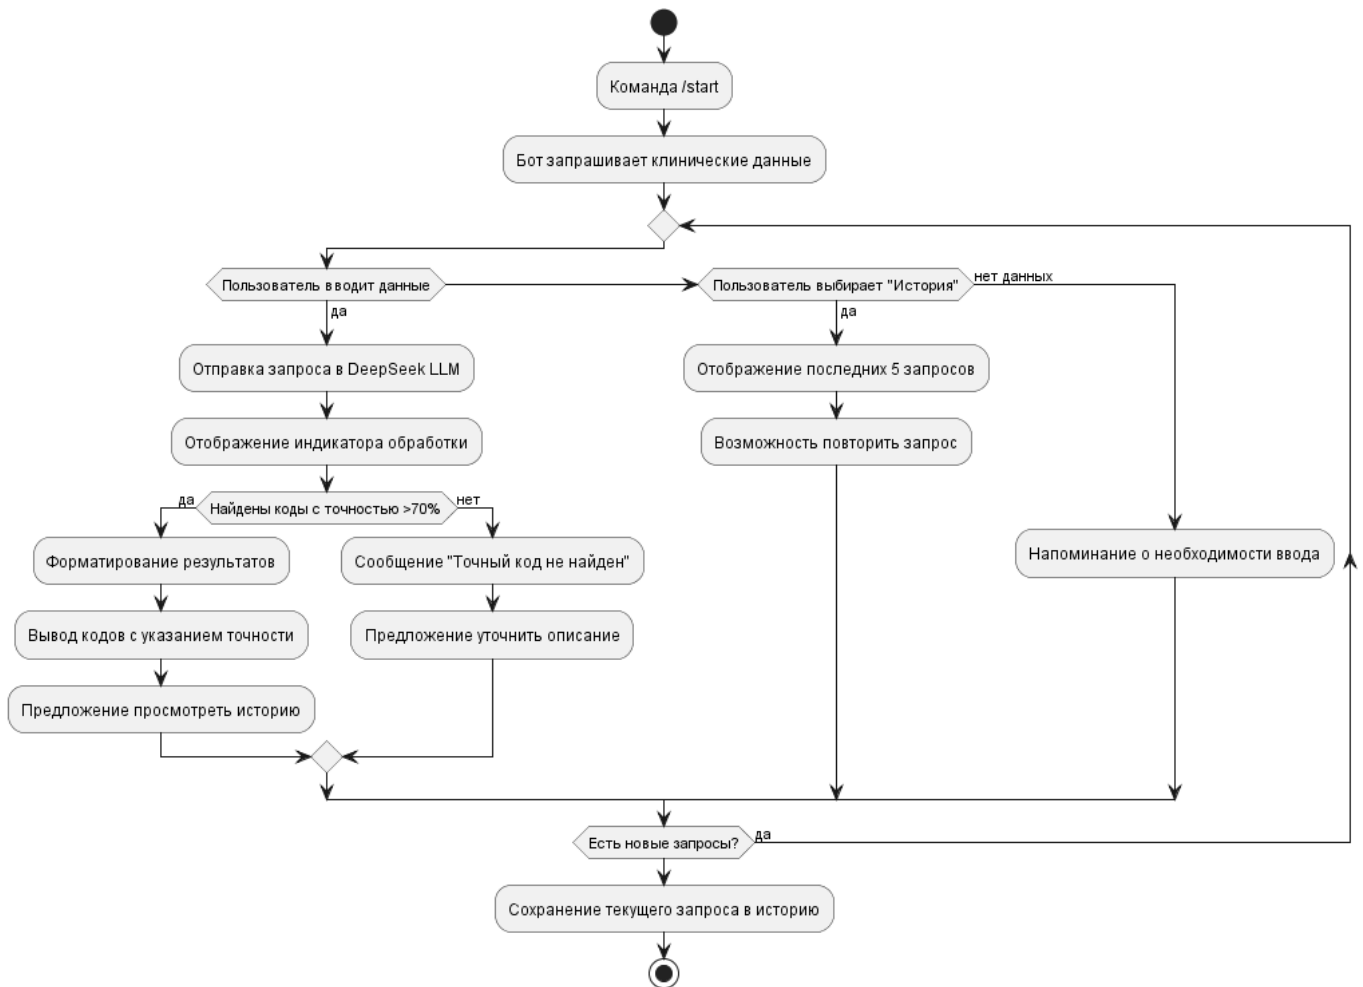 Команда /start
Бот запрашивает клинические данные
Пользователь вводит данные
да
Пользователь выбирает "История"
нет данных
да
Отправка запроса в DeepSeek LLM
Отображение последних 5 запросов
Отображение индикатора обработки
Возможность повторить запрос
да
Найдены коды с точностью >70%
нет
Форматирование результатов
Сообщение "Точный код не найден"
Напоминание о необходимости ввода
Вывод кодов с указанием точности
Предложение уточнить описание
Предложение просмотреть историю
Есть новые запросы?
да
Сохранение текущего запроса в историю